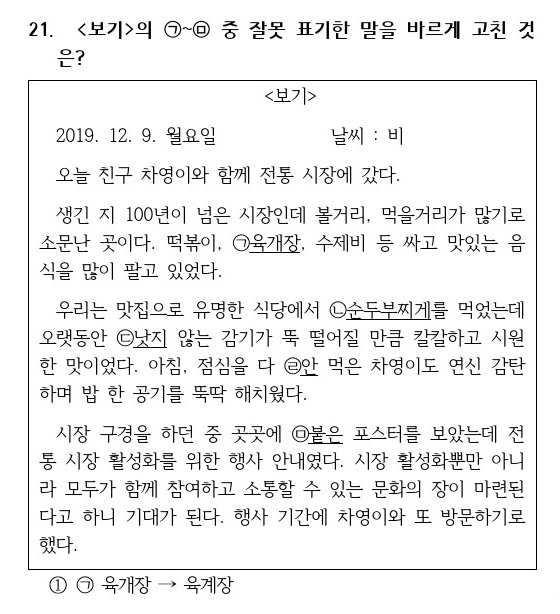 21. <보기>의 ㉠~㉤ 중 잘못 표기한 말을 바르게 고친 것
은?
<보기>
2019. 12. 9. 월요일 날씨 : 비
오늘 친구 차영이와 함께 전통 시장에 갔다.
생긴 지 100년이 넘은 시장인데 볼거리, 먹을거리가 많기로
소문난 곳이다. 떡볶이, ㉠육개장, 수제비 등 싸고 맛있는 음
식을 많이 팔고 있었다.
우리는 맛집으로 유명한 식당에서 ㉡순두부찌게를 먹었는데
오랫동안 ㉢낫지 않는 감기가 뚝 떨어질 만큼 칼칼하고 시원
한 맛이었다. 아침, 점심을 다 ㉣안 먹은 차영이도 연신 감탄
하며 밥 한 공기를 뚝딱 해치웠다.
시장 구경을 하던 중 곳곳에 ㉤붙은 포스터를 보았는데 전
통 시장 활성화를 위한 행사 안내였다. 시장 활성화뿐만 아니
라 모두가 함께 참여하고 소통할 수 있는 문화의 장이 마련된
다고 하니 기대가 된다. 행사 기간에 차영이와 또 방문하기로
했다.
① ㉠ 육개장 → 육계장